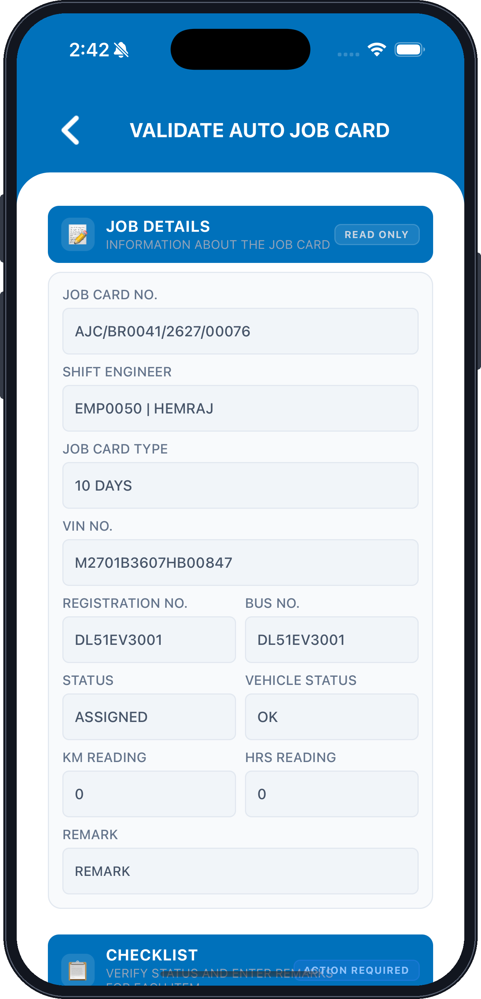 2:42
VALIDATE AUTO JOB CARD
JOB DETAILS
INFORMATION ABOUT THE JOB CARD
READ ONLY
JOB CARD NO.
AJC/BR0041/2627/00076
SHIFT ENGINEER
EMP0050 | HEMRAJ
JOB CARD TYPE
10 DAYS
VIN NO.
M2701B3607HB00847
REGISTRATION NO.
BUS NO.
DL51EV3001
DL51EV3001
STATUS
VEHICLE STATUS
ASSIGNED
OK
KM READING
HRS READING
0
0
REMARK
REMARK
CHECKLIST
VERIFY STATUS AND ENTER REMARKS
ACTION REQUIRED
FOR EACH ITEM